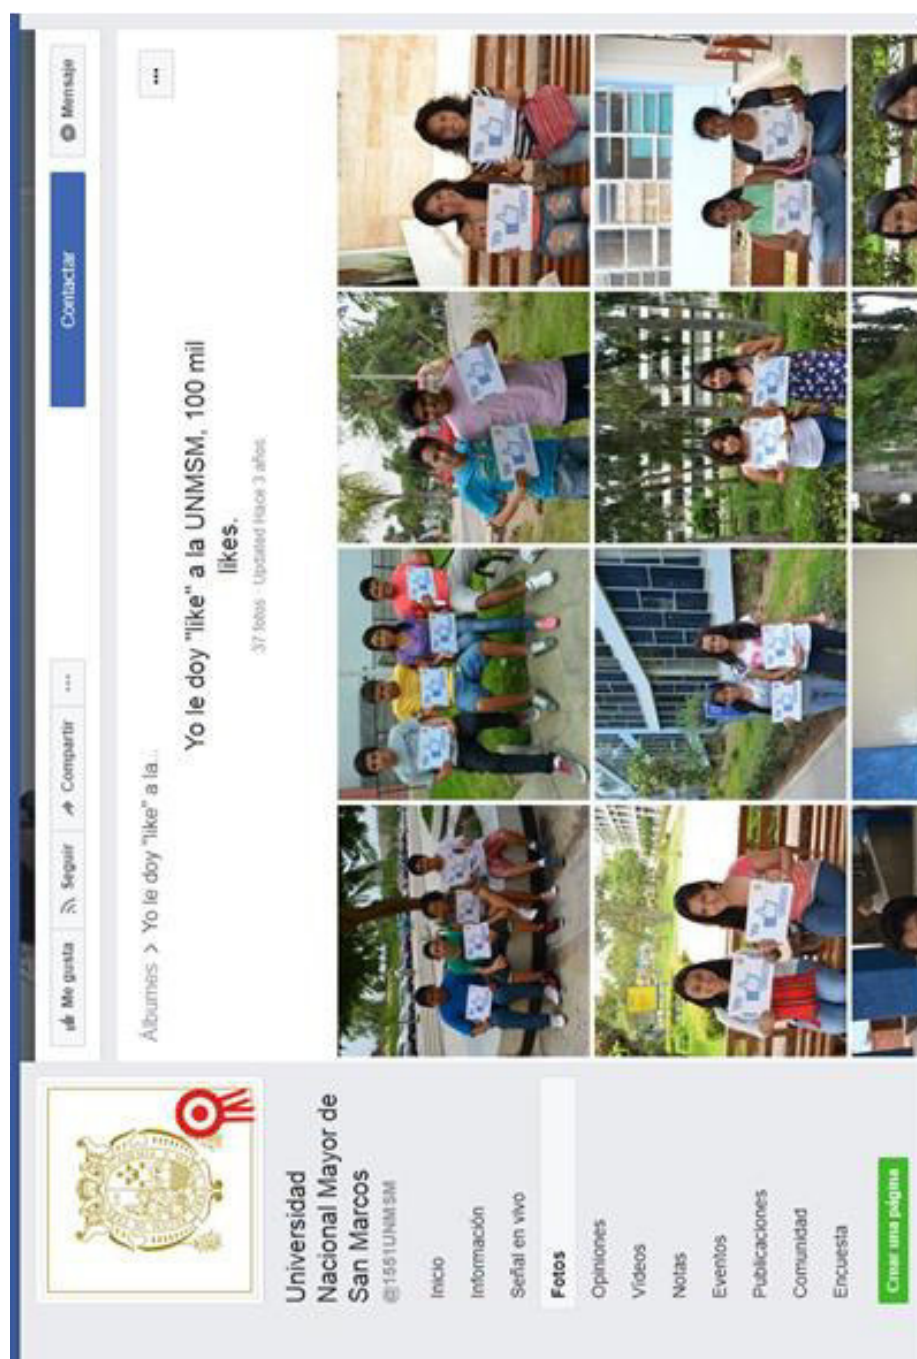 Universidad
Nacional Mayor de
San Marcos
@1551UNMSM
Inicio
Información
Señal en vivo
Fotos
Opiniones
Videos
Notas
Eventos
Publicaciones
Comunidad
Encuesta
Crear una página
Me gusta
Seguir
Compartir
...
Contactar
Mensaje
Álbumes > Yo le doy "like" a la...
...
Yo le doy "like" a la UNMSM, 100 mil
likes.
37 fotos · Updated Hace 3 años